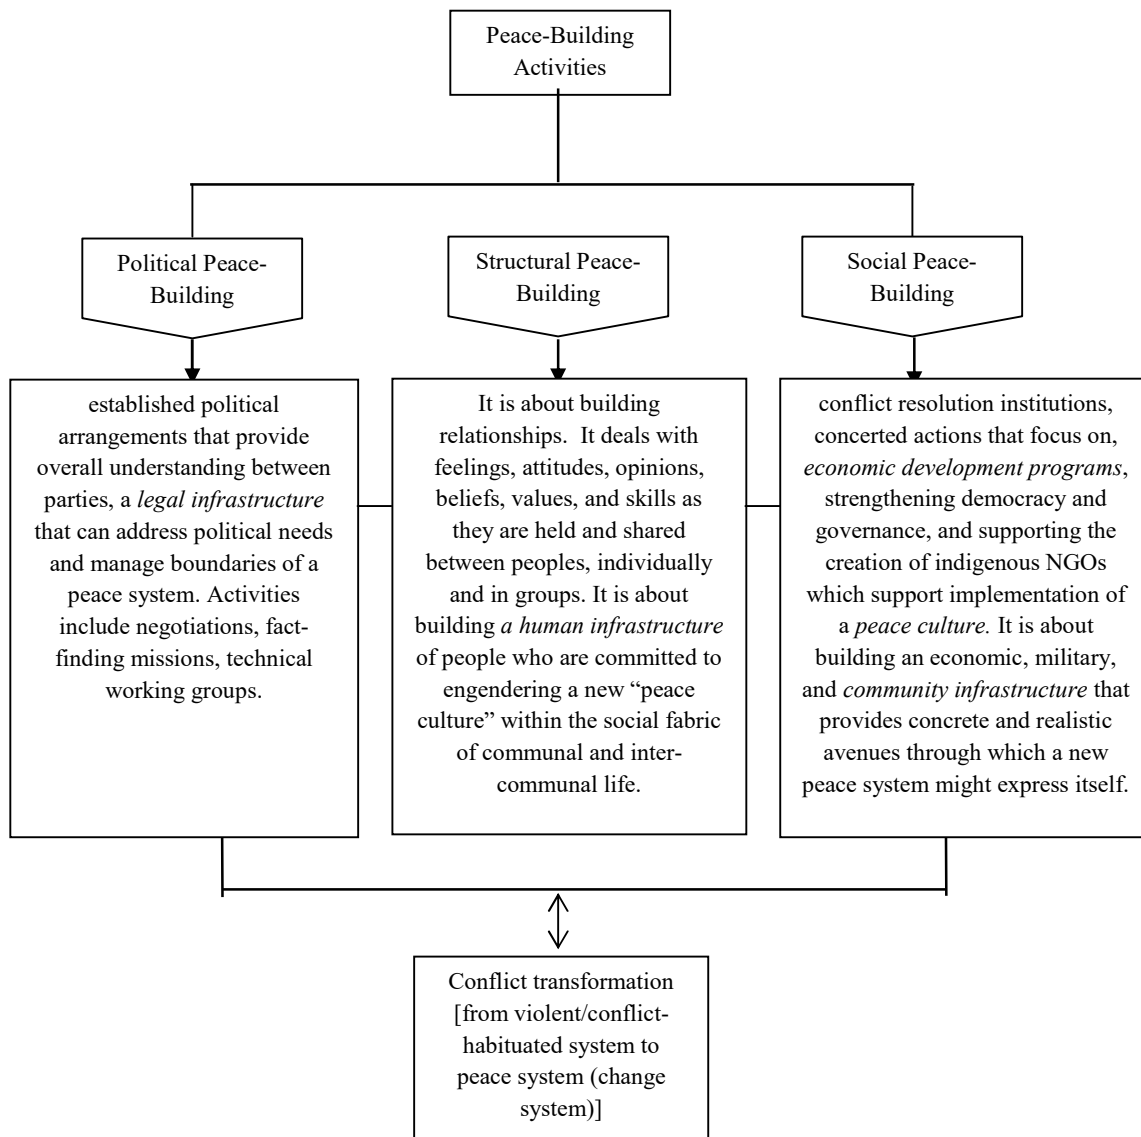 Peace-Building
Activities
Political Peace-
Building
Structural Peace-
Building
Social Peace-
Building
established political
arrangements that provide
overall understanding between
parties, a legal infrastructure
that can address political needs
and manage boundaries of a
peace system. Activities
include negotiations, fact-
finding missions, technical
working groups.
It is about building
relationships.  It deals with
feelings, attitudes, opinions,
beliefs, values, and skills as
they are held and shared
between peoples, individually
and in groups. It is about
building a human infrastructure
of people who are committed to
engendering a new “peace
culture” within the social fabric
of communal and inter-
communal life.
conflict resolution institutions,
concerted actions that focus on,
economic development programs,
strengthening democracy and
governance, and supporting the
creation of indigenous NGOs
which support implementation of
a peace culture. It is about
building an economic, military,
and community infrastructure that
provides concrete and realistic
avenues through which a new
peace system might express itself.
Conflict transformation
[from violent/conflict-
habituated system to
peace system (change
system)]